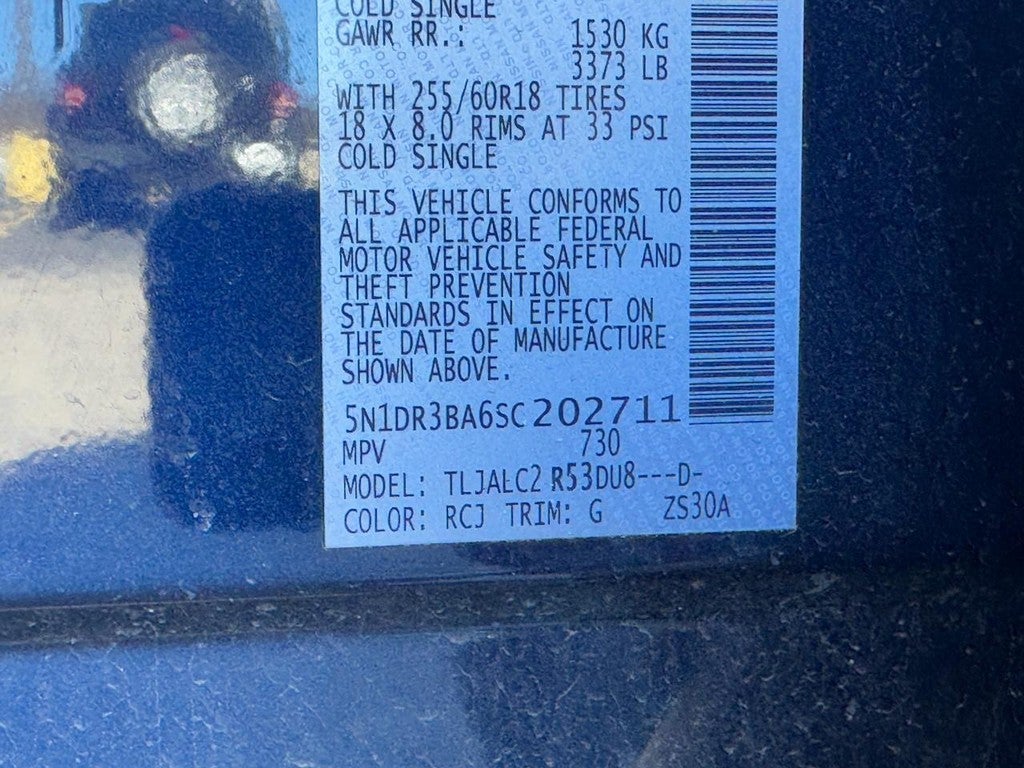 COLD SINGLE
GAWR RR.: 1530 KG
3373 LB
WITH 255/60R18 TIRES
18 X 8.0 RIMS AT 33 PSI
COLD SINGLE
THIS VEHICLE CONFORMS TO
ALL APPLICABLE FEDERAL
MOTOR VEHICLE SAFETY AND
THEFT PREVENTION
STANDARDS IN EFFECT ON
THE DATE OF MANUFACTURE
SHOWN ABOVE.
5N1DR3BA6SC202711
MPV 730
MODEL: TLJALC2 R53DU8---D-
COLOR: RCJ TRIM: G ZS30A